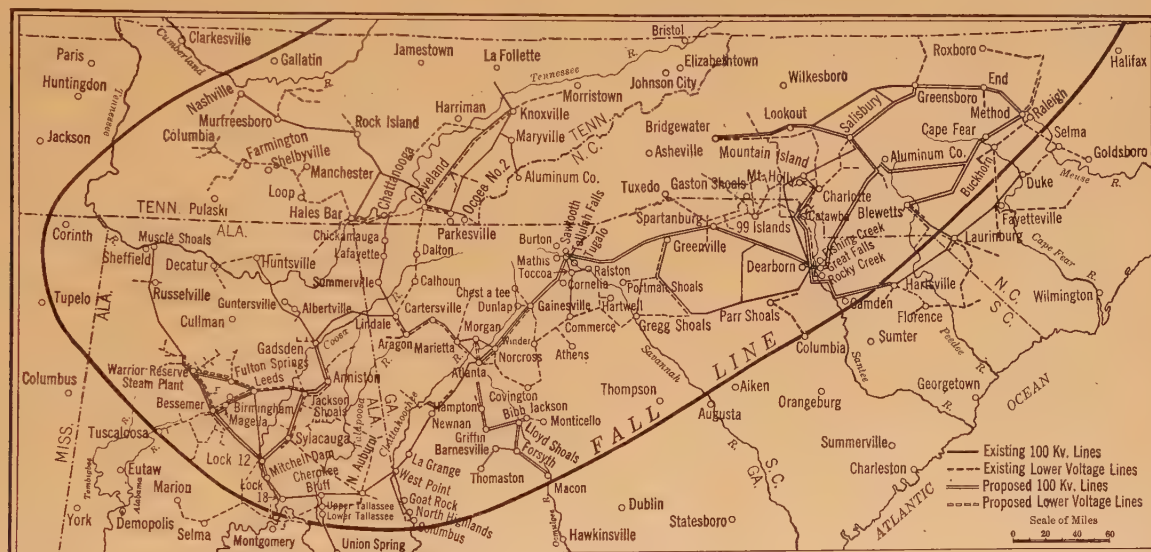 Clarkesville
Cumberland
R.
Paris
Gallatin
Huntingdon
Tennessee
Nashville
Jackson
Murfreesboro
Columbia
Farmington
Shelbyville
Manchester
Loop
Rock Island
Jamestown
La Follette
Bristol
Elizabethtown
Johnson City
Tennessee R.
Morristown
Harriman
Knoxville
Maryville
Aluminum Co.
TENN.
N.C.
Chattanooga
Cleveland
Ocoee No.2
Parkesville
Hales Bar
TENN.
ALA.
Pulaski
Corinth
Muscle Shoals
Sheffield
Decatur
Huntsville
Russelville
Guntersville
Albertville
Cullman
Tupelo
ALA.
MISS.
Columbus
Chickamauga
Lafayette
Summerville
Dalton
Calhoun
Cartersville
Lindale
Aragon
Marietta
Coosa
R.
Gadsden
Anniston
Warrior Reserve
Steam Plant
Fulton Springs
Leeds
Bessemer
Birmingham
Magella
Jackson
Shoals
Sylacauga
Tuscaloosa
Eutaw
Marion
Demopolis
York
Selma
Tombigbee
R.
Alabama
Lock 12
Mitchell Dam
Lock
18
Cherokee
Bluff
Upper Tallassee
Lower Tallassee
Montgomery
Union Spring
Tallapoosa
R.
GA.
ALA.
N. Auburn
Chattahoochee
Burton
Mathis
Toccoa
Tallulah Falls
Tugalo
Cornelia
Ralston
Hartwell
Portman Shoals
Gregg Shoals
Chest a tee
Dunlap
Gainesville
Commerce
Morgan
Winder
Norcross
Athens
Atlanta
Covington
Hampton
Newnan
Griffin
Barnesville
Thomaston
Bibb
Jackson
Monticello
Lloyd Shoals
Forsyth
Macon
La Grange
West Point
Goat Rock
North Highlands
Columbus
Hawkinsville
Dublin
Statesboro
Thompson
Savannah
R.
Augusta
Aiken
S.C.
GA.
FALL LINE
Wilkesboro
Bridgewater
Lookout
Asheville
Mountain Island
Mt. Holly
Tuxedo
Gaston Shoals
Charlotte
Catawba
Spartanburg
99 Islands
Greenville
Fishing Creek
Great Falls
Rocky Creek
Dearborn
Parr Shoals
Camden
Columbia
Salisbury
Greensboro
End
Method
Raleigh
Roxboro
Halifax
Cape Fear
Buckhorn
Aluminum Co.
Blewetts
Selma
Goldsboro
Neuse R.
Duke
Fayetteville
Laurinburg
Cape Fear R.
Wilmington
N.C.
S.C.
Hartsville
Florence
Sumter
Peedee
R.
Santee
R.
Georgetown
Orangeburg
Summerville
Charleston
ATLANTIC
OCEAN
Existing 100 Kv. Lines
Existing Lower Voltage Lines
Proposed 100 Kv. Lines
Proposed Lower Voltage Lines
Scale of Miles
0 20 40 60